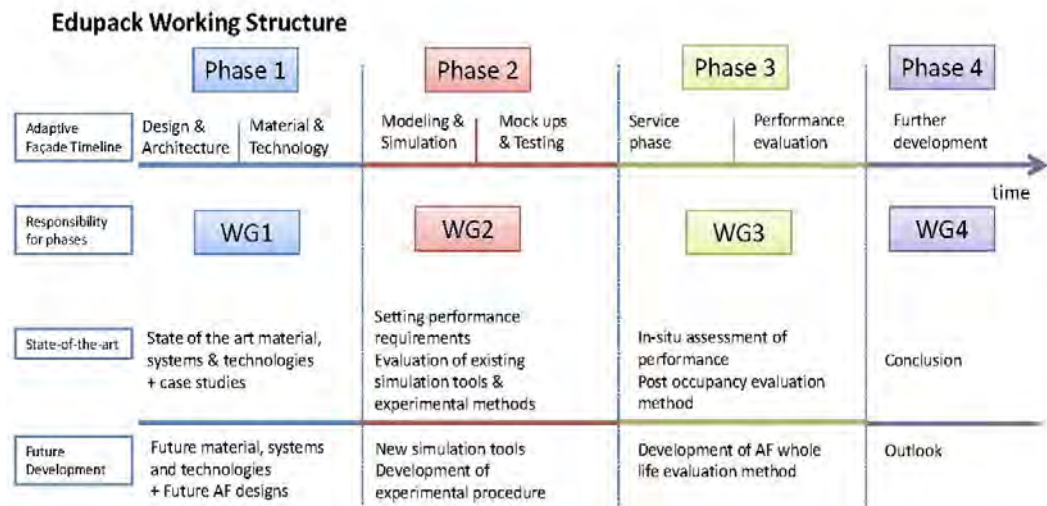 Edupack Working Structure
Phase 1
Phase 2
Phase 3
Phase 4
Adaptive
Façade Timeline
Design &
Architecture
Material &
Technology
Modeling &
Simulation
Mock ups
& Testing
Service
phase
Performance
evaluation
Further
development
time
Responsibility
for phases
WG1
WG2
WG3
WG4
State-of-the-art
State of the art material,
systems & technologies
+ case studies
Setting performance
requirements
Evaluation of existing
simulation tools &
experimental methods
In-situ assessment of
performance
Post occupancy evaluation
method
Conclusion
Future
Development
Future material, systems
and technologies
+ Future AF designs
New simulation tools
Development of
experimental procedure
Development of AF whole
life evaluation method
Outlook